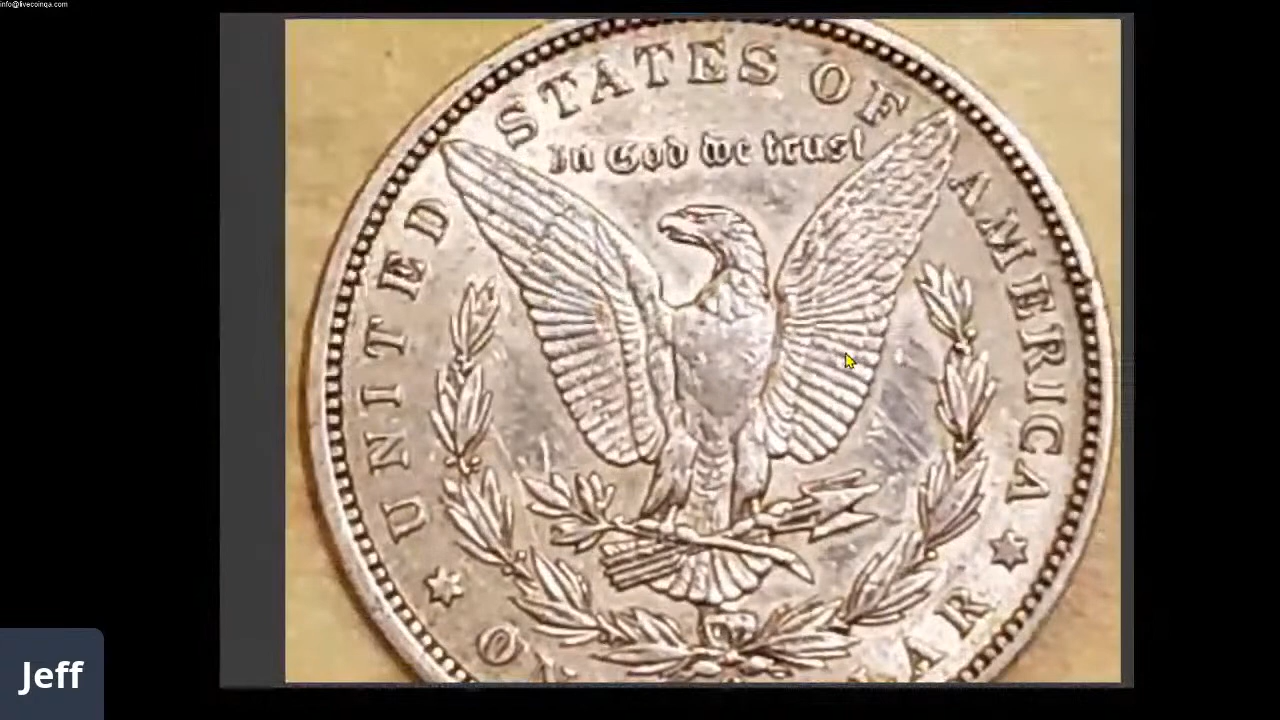 info@livecoinqa.com
UNITED STATES OF AMERICA
In God we trust
Jeff